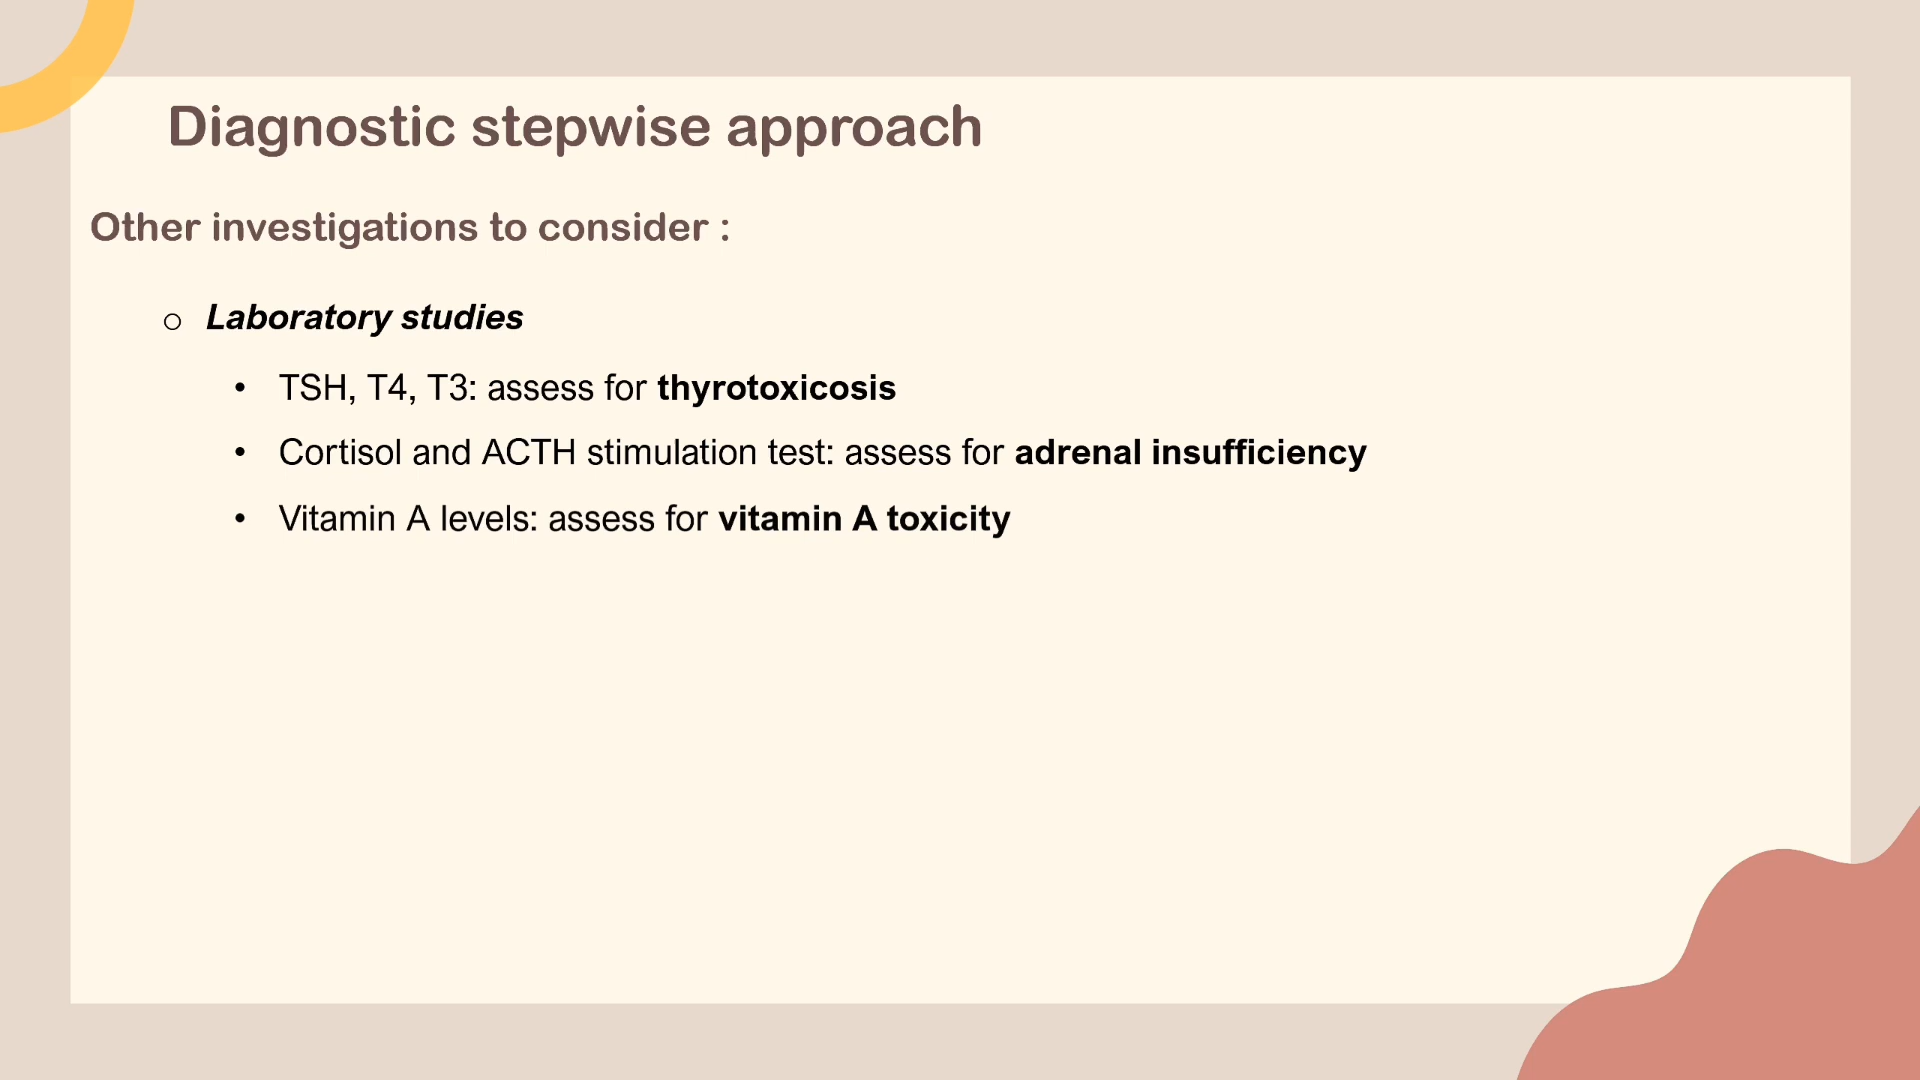 Diagnostic stepwise approach
Other investigations to consider :
o Laboratory studies
• TSH, T4, T3: assess for thyrotoxicosis
• Cortisol and ACTH stimulation test: assess for adrenal insufficiency
• Vitamin A levels: assess for vitamin A toxicity